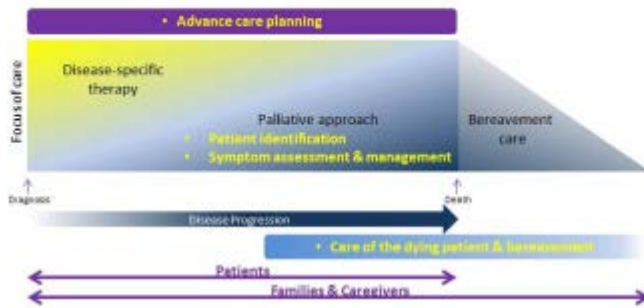 • Advance care planning
Focus of care
Disease-specific
therapy
Palliative approach
• Patient identification
• Symptom assessment & management
Bereavement
care
Diagnosis
Death
Disease Progression
• Care of the dying patient & bereavement
Patients
Families & Caregivers